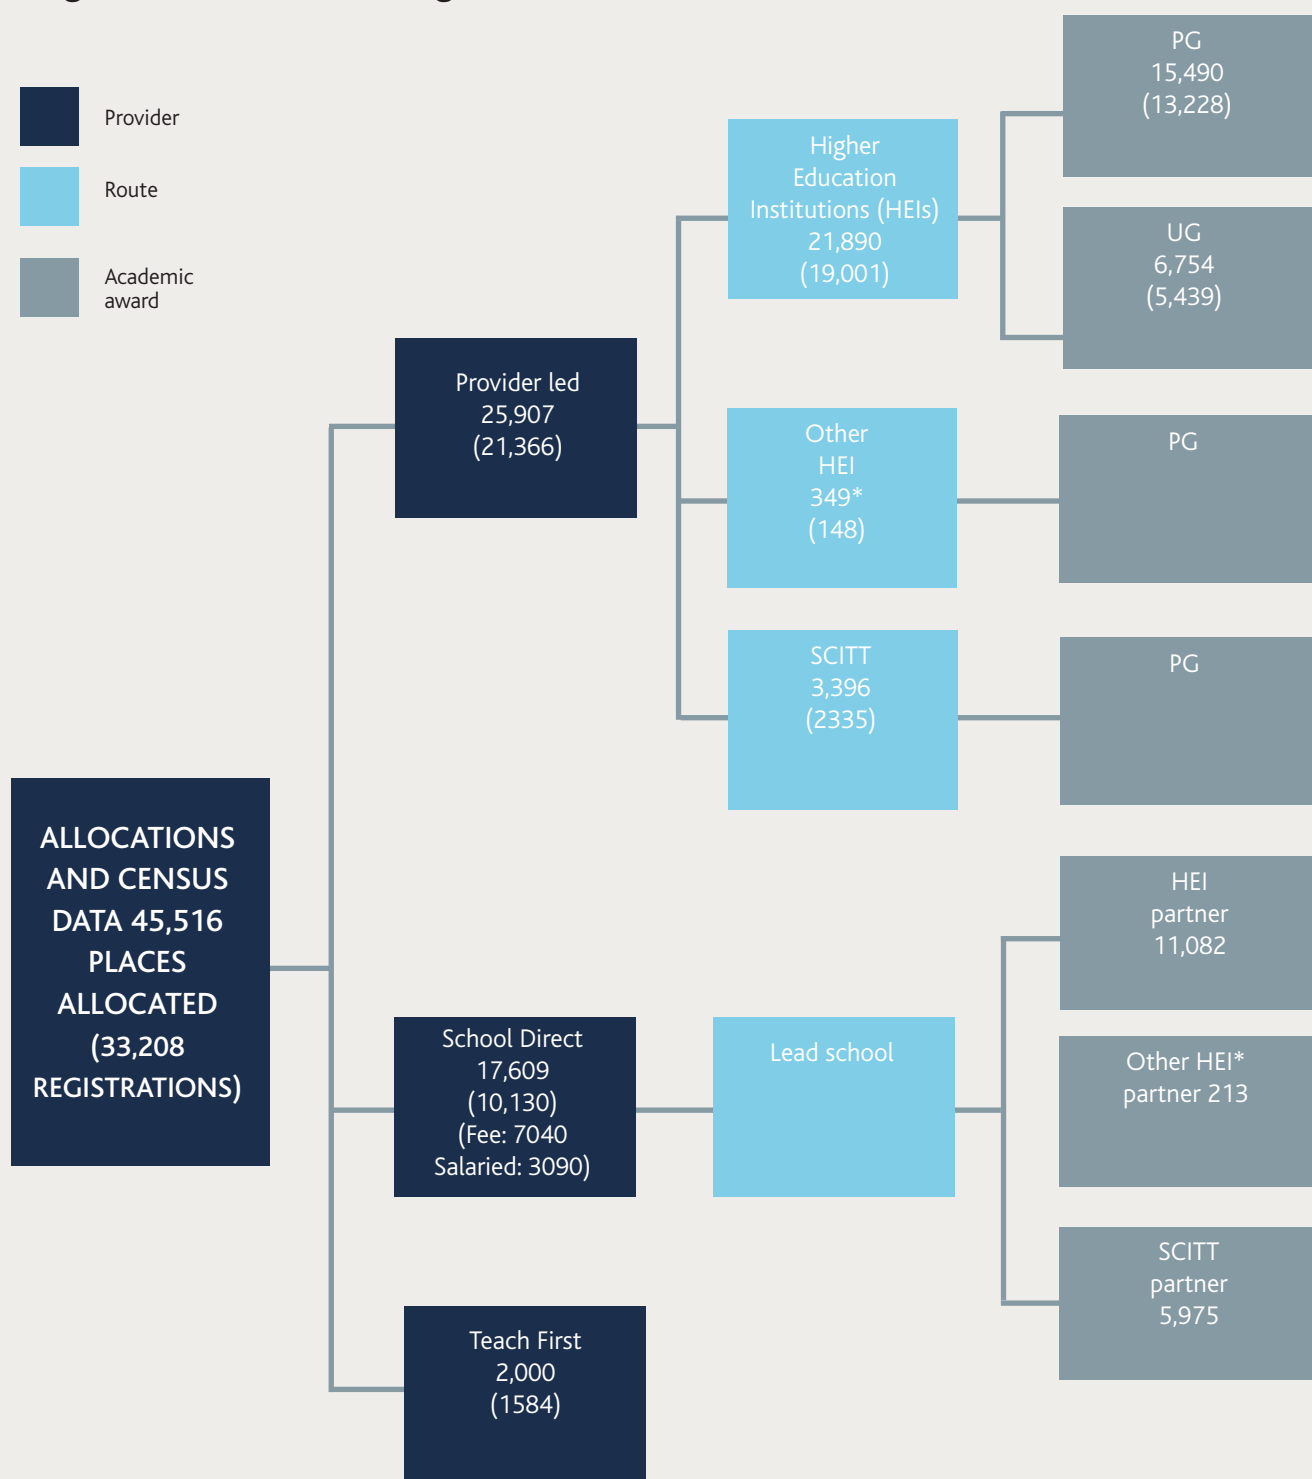 Provider
Route
Academic
award
ALLOCATIONS
AND CENSUS
DATA 45,516
PLACES
ALLOCATED
(33,208
REGISTRATIONS)
Provider led
25,907
(21,366)
School Direct
17,609
(10,130)
(Fee: 7040
Salaried: 3090)
Teach First
2,000
(1584)
Higher
Education
Institutions (HEIs)
21,890
(19,001)
Other
HEI
349*
(148)
SCITT
3,396
(2335)
Lead school
PG
15,490
(13,228)
UG
6,754
(5,439)
PG
PG
HEI
partner
11,082
Other HEI*
partner 213
SCITT
partner
5,975